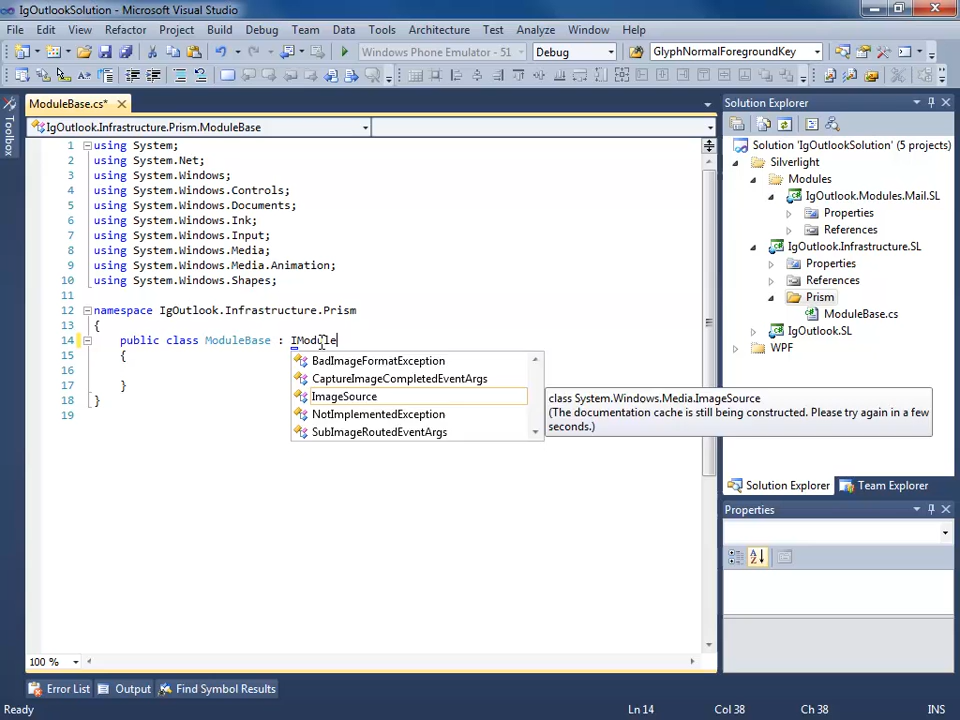 IgOutlookSolution - Microsoft Visual Studio
File Edit View Refactor Project Build Debug Team Data Tools Architecture Test Analyze Window Help
Windows Phone Emulator - 51 Debug GlyphNormalForegroundKey
ModuleBase.cs*
IgOutlook.Infrastructure.Prism.ModuleBase
1 using System;
2 using System.Net;
3 using System.Windows;
4 using System.Windows.Controls;
5 using System.Windows.Documents;
6 using System.Windows.Ink;
7 using System.Windows.Input;
8 using System.Windows.Media;
9 using System.Windows.Media.Animation;
10 using System.Windows.Shapes;
11
12 namespace IgOutlook.Infrastructure.Prism
13 {
14 public class ModuleBase : IModule
15 {
16
17 }
18 }
19
BadImageFormatException
CaptureImageCompletedEventArgs
ImageSource
NotImplementedException
SubImageRoutedEventArgs
class System.Windows.Media.ImageSource
(The documentation cache is still being constructed. Please try again in a few
seconds.)
100 %
Toolbox
Solution Explorer
Solution 'IgOutlookSolution' (5 projects)
Silverlight
Modules
IgOutlook.Modules.Mail.SL
Properties
References
IgOutlook.Infrastructure.SL
Properties
References
Prism
ModuleBase.cs
IgOutlook.SL
WPF
Solution Explorer Team Explorer
Properties
Error List Output Find Symbol Results
Ready Ln 14 Col 38 Ch 38 INS